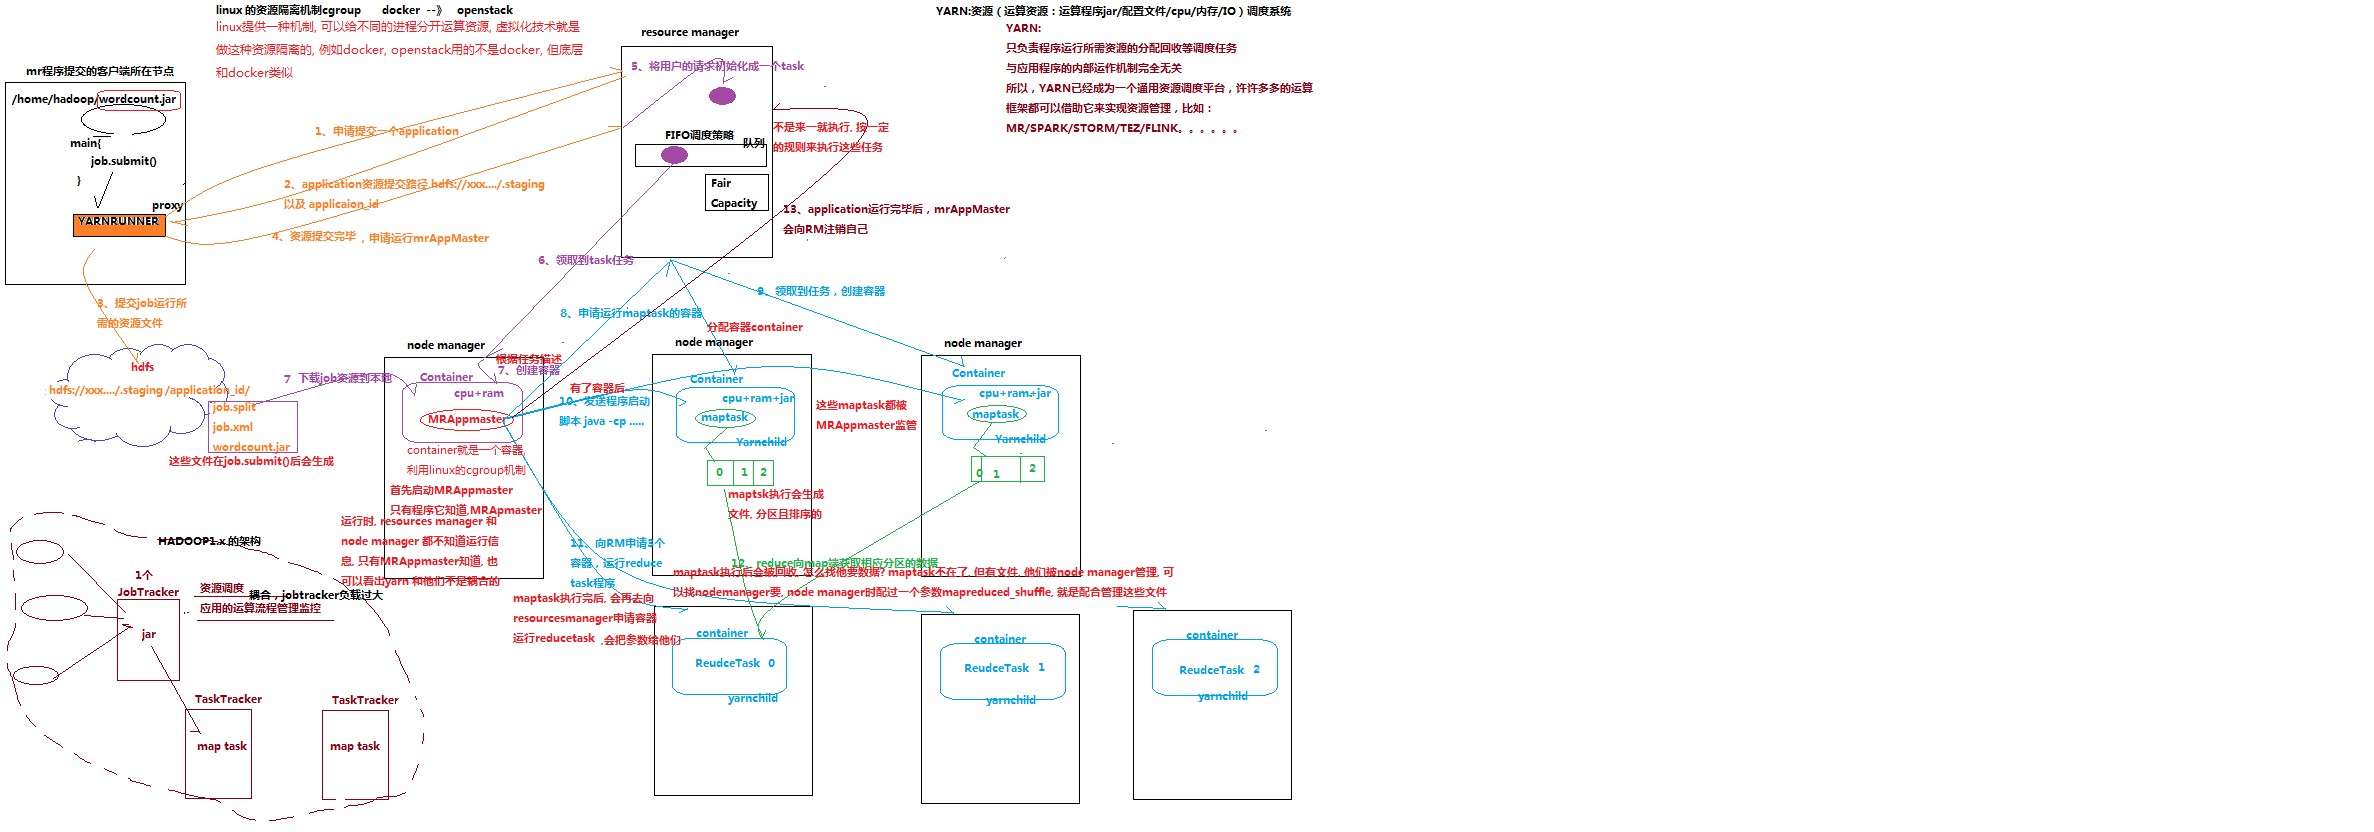 linux 的资源隔离机制cgroup docker --》 openstack
linux提供一种机制, 可以给不同的进程分开运算资源, 虚拟化技术就是
做这种资源隔离的, 例如docker, openstack用的不是docker, 但底层
和docker类似
YARN:资源（运算资源：运算程序jar/配置文件/cpu/内存/IO）调度系统
YARN:
只负责程序运行所需资源的分配回收等调度任务
与应用程序的内部运作机制完全无关
所以，YARN已经成为一个通用资源调度平台，许许多多的运算
框架都可以借助它来实现资源管理，比如：
MR/SPARK/STORM/TEZ/FLINK。。。。。。
mr程序提交的客户端所在节点
/home/hadoop/wordcount.jar
main{
job.submit()
}
proxy
YARNRUNNER
resource manager
5、将用户的请求初始化成一个task
FIFO调度策略
队列
Fair
Capacity
不是来一就执行, 按一定
的规则来执行这些任务
1、申请提交一个application
2、application资源提交路径 hdfs://xxx..../.staging
以及 applicaion_id
4、资源提交完毕，申请运行mrAppMaster
13、application运行完毕后，mrAppMaster
会向RM注销自己
6、领取到task任务
3、提交job运行所
需的资源文件
8、申请运行maptask的容器
9、领取到任务，创建容器
分配容器container
hdfs
hdfs://xxx..../.staging /application_id/
job.split
job.xml
wordcount.jar
这些文件在job.submit()后会生成
7 下载job资源到本地
node manager
根据任务描述
7、创建容器
Container
cpu+ram
MRAppmaster
container就是一个容器,
利用linux的cgroup机制
首先启动MRAppmaster
只有程序它知道,MRApmaster
运行时, resources manager 和
node manager 都不知道运行信
息, 只有MRAppmaster知道, 也
可以看出yarn 和他们不是耦合的
有了容器后
10、发送程序启动
脚本 java -cp .....
node manager
Container
cpu+ram+jar
maptask
Yarnchild
0 1 2
maptsk执行会生成
文件, 分区且排序的
这些maptask都被
MRAppmaster监管
node manager
Container
cpu+ram+jar
maptask
Yarnchild
0 1 2
11、向RM申请3个
容器，运行reduce
task程序
12、reduce向map端获取相应分区的数据
maptask执行后会被回收, 怎么找他要数据? maptask不在了, 但有文件, 他们被node manager管理, 可
以找nodemanager要, node manager时配过一个参数mapreduced_shuffle, 就是配合管理这些文件
maptask执行完后, 会再去向
resourcesmanager申请容器
运行reducetask ,会把参数给他们
container
ReudceTask 0
yarnchild
container
ReudceTask 1
yarnchild
container
ReudceTask 2
yarnchild
HADOOP1.x 的架构
1个
JobTracker
jar
资源调度
应用的运算流程管理监控
耦合，jobtracker负载过大
TaskTracker
map task
TaskTracker
map task